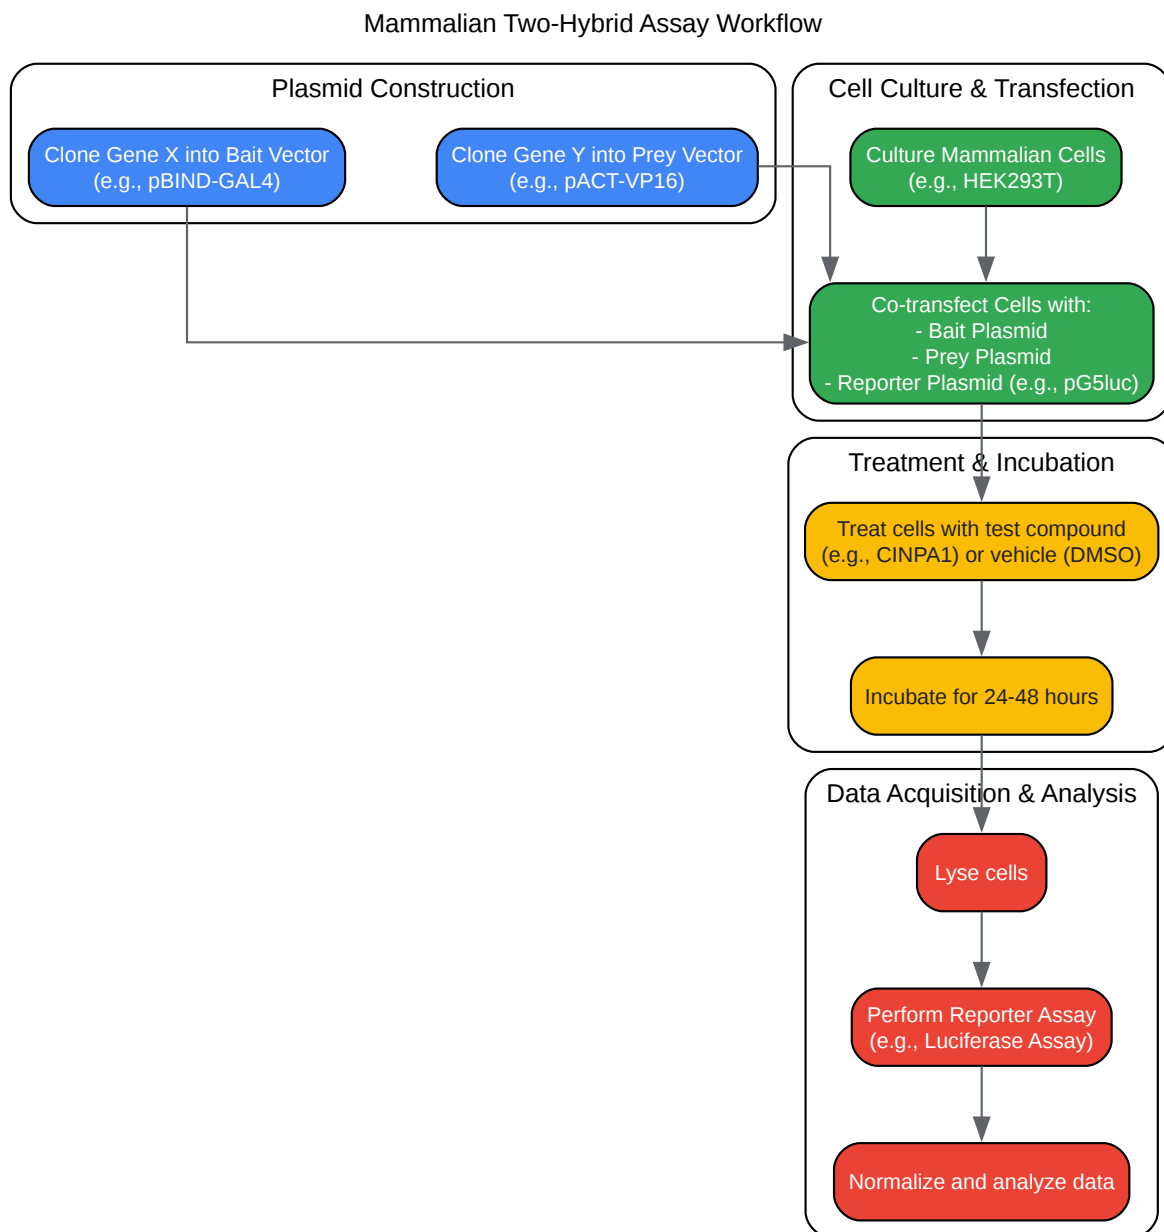 Mammalian Two-Hybrid Assay Workflow
Plasmid Construction
Clone Gene X into Bait Vector
(e.g., pBIND-GAL4)
Clone Gene Y into Prey Vector
(e.g., pACT-VP16)
Cell Culture & Transfection
Culture Mammalian Cells
(e.g., HEK293T)
Co-transfect Cells with:
- Bait Plasmid
- Prey Plasmid
- Reporter Plasmid (e.g., pG5luc)
Treatment & Incubation
Treat cells with test compound
(e.g., CINPA1) or vehicle (DMSO)
Incubate for 24-48 hours
Data Acquisition & Analysis
Lyse cells
Perform Reporter Assay
(e.g., Luciferase Assay)
Normalize and analyze data